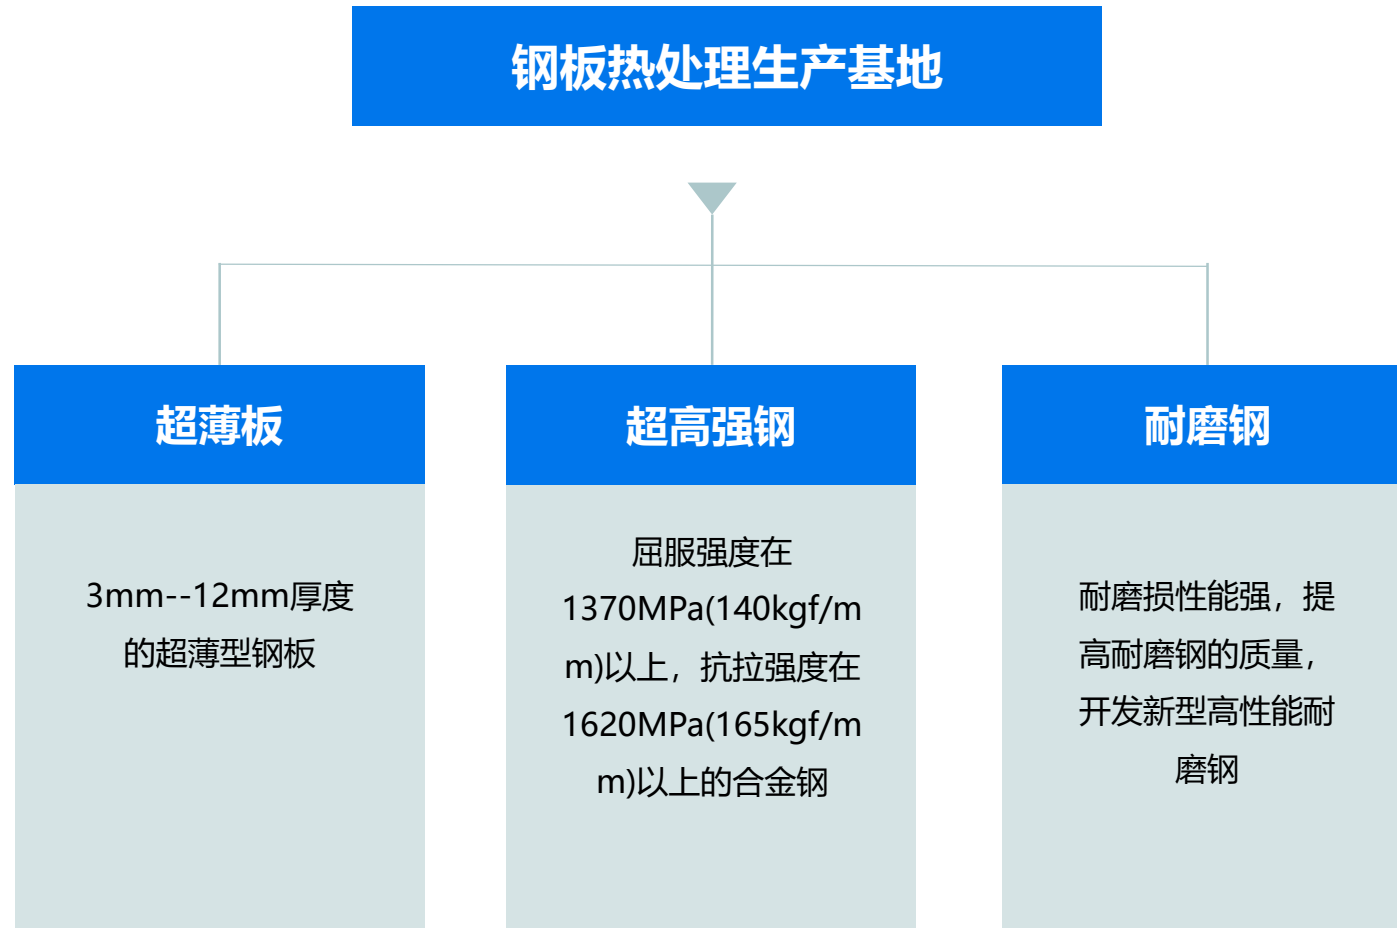 钢板热处理生产基地
超薄板
3mm--12mm厚度
的超薄型钢板
超高强钢
屈服强度在
1370MPa(140kgf/m
m)以上，抗拉强度在
1620MPa(165kgf/m
m)以上的合金钢
耐磨钢
耐磨损性能强，提
高耐磨钢的质量，
开发新型高性能耐
磨钢